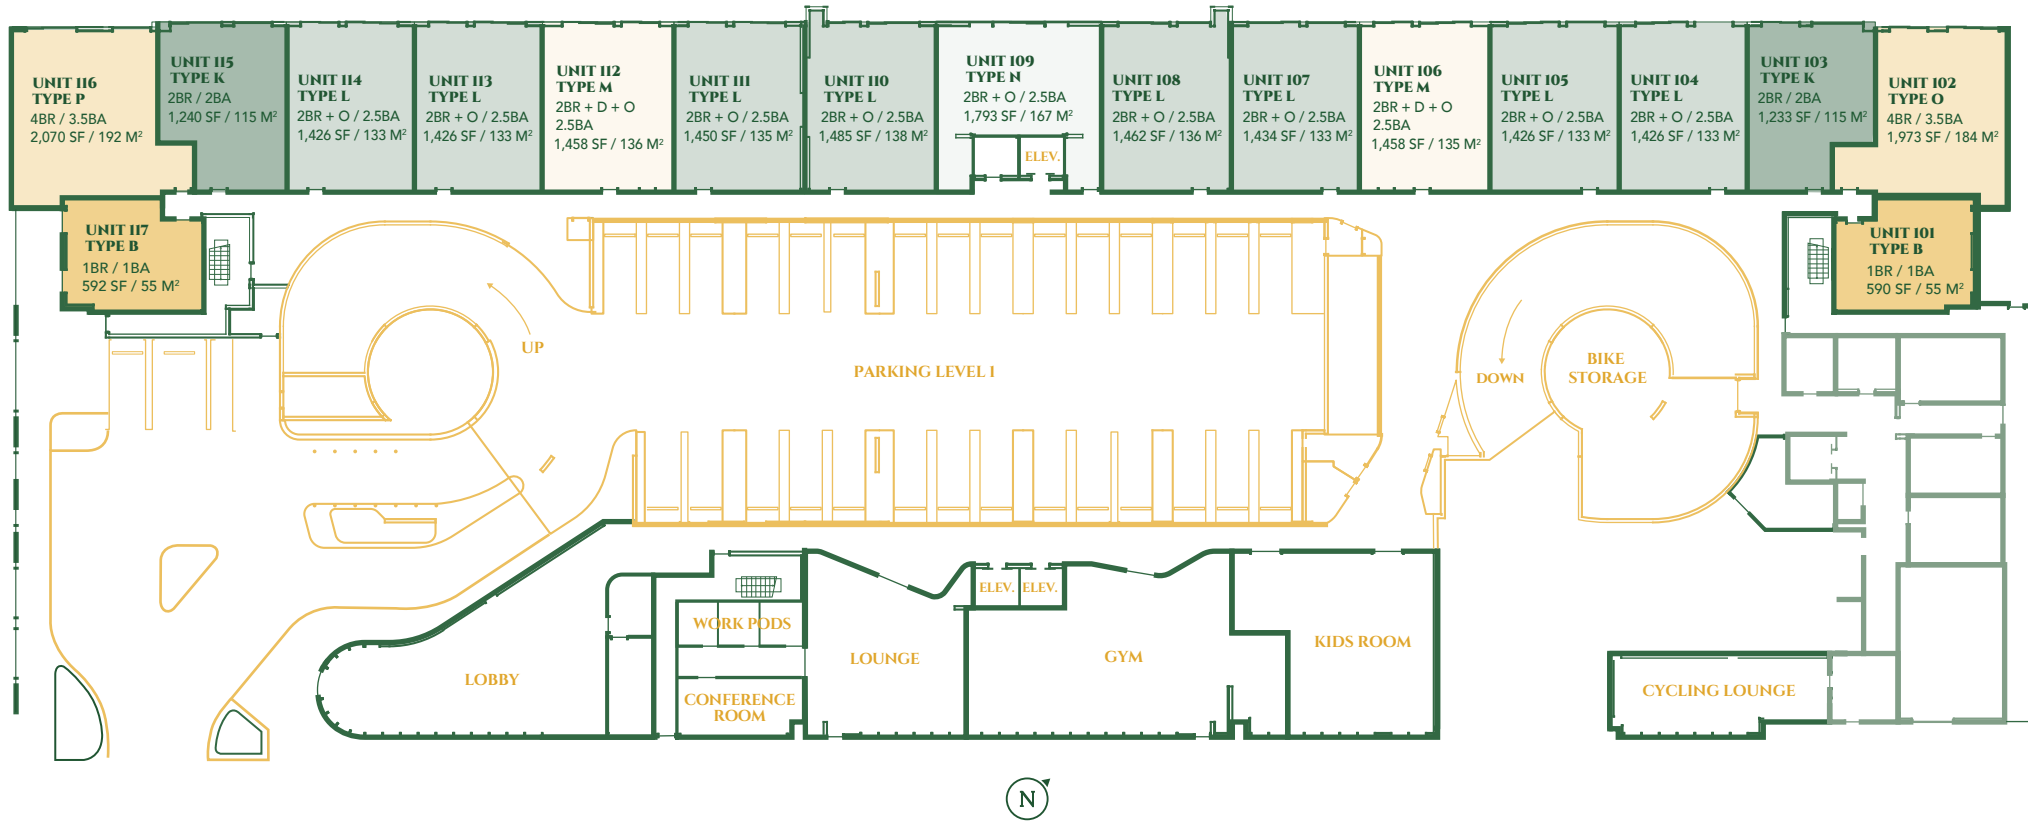 UNIT 116
TYPE P
4BR / 3.5BA
2,070 SF / 192 M²
UNIT 115
TYPE K
2BR / 2BA
1,240 SF / 115 M²
UNIT 114
TYPE L
2BR + O / 2.5BA
1,426 SF / 133 M²
UNIT 113
TYPE L
2BR + O / 2.5BA
1,426 SF / 133 M²
UNIT 112
TYPE M
2BR + D + O
2.5BA
1,458 SF / 136 M²
UNIT 111
TYPE L
2BR + O / 2.5BA
1,450 SF / 135 M²
UNIT 110
TYPE L
2BR + O / 2.5BA
1,485 SF / 138 M²
UNIT 109
TYPE N
2BR + O / 2.5BA
1,793 SF / 167 M²
ELEV.
UNIT 108
TYPE L
2BR + O / 2.5BA
1,462 SF / 136 M²
UNIT 107
TYPE L
2BR + O / 2.5BA
1,434 SF / 133 M²
UNIT 106
TYPE M
2BR + D + O
2.5BA
1,458 SF / 135 M²
UNIT 105
TYPE L
2BR + O / 2.5BA
1,426 SF / 133 M²
UNIT 104
TYPE L
2BR + O / 2.5BA
1,426 SF / 133 M²
UNIT 103
TYPE K
2BR / 2BA
1,233 SF / 115 M²
UNIT 102
TYPE O
4BR / 3.5BA
1,973 SF / 184 M²
UNIT 117
TYPE B
1BR / 1BA
592 SF / 55 M²
UNIT 101
TYPE B
1BR / 1BA
590 SF / 55 M²
UP
PARKING LEVEL 1
DOWN
BIKE
STORAGE
ELEV.
ELEV.
WORK PODS
LOBBY
CONFERENCE
ROOM
LOUNGE
GYM
KIDS ROOM
CYCLING LOUNGE
N